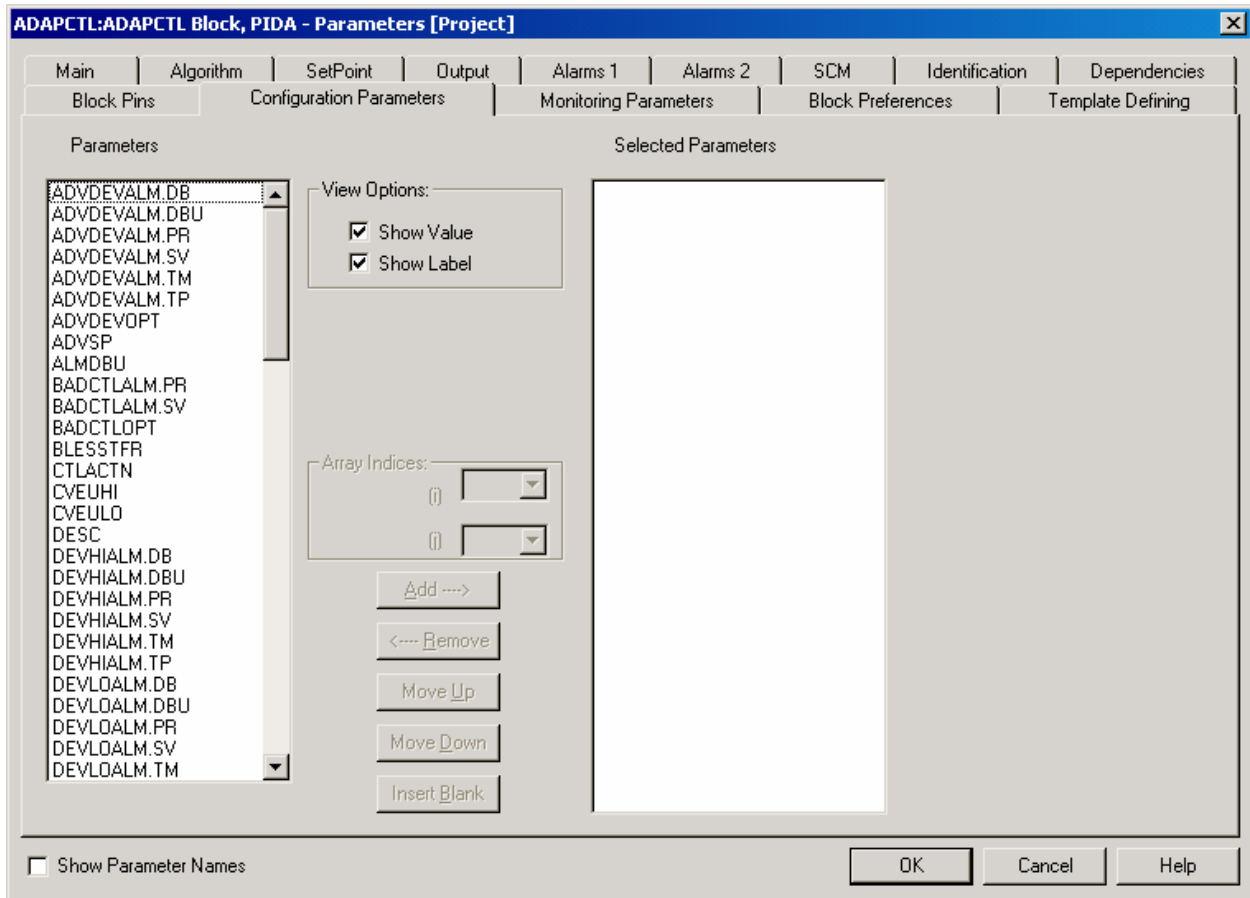 ADAPCTL:ADAPCTL Block, PIDA - Parameters [Project]
Main Algorithm SetPoint Output Alarms 1 Alarms 2 SCM Identification Dependencies
Block Pins Configuration Parameters Monitoring Parameters Block Preferences Template Defining
Parameters
ADVDEVALM.DB
ADVDEVALM.DBU
ADVDEVALM.PR
ADVDEVALM.SV
ADVDEVALM.TM
ADVDEVALM.TP
ADVDEVOPT
ADVSP
ALMDBU
BADCTLALM.PR
BADCTLALM.SV
BADCTLOPT
BLESSTFR
CTLACTN
CVEUHI
CVEULO
DESC
DEVHIALM.DB
DEVHIALM.DBU
DEVHIALM.PR
DEVHIALM.SV
DEVHIALM.TM
DEVHIALM.TP
DEVLOALM.DB
DEVLOALM.DBU
DEVLOALM.PR
DEVLOALM.SV
DEVLOALM.TM
View Options:
Show Value
Show Label
Array Indices:
(i)
(j)
Add ---->
<---- Remove
Move Up
Move Down
Insert Blank
Selected Parameters
Show Parameter Names
OK Cancel Help